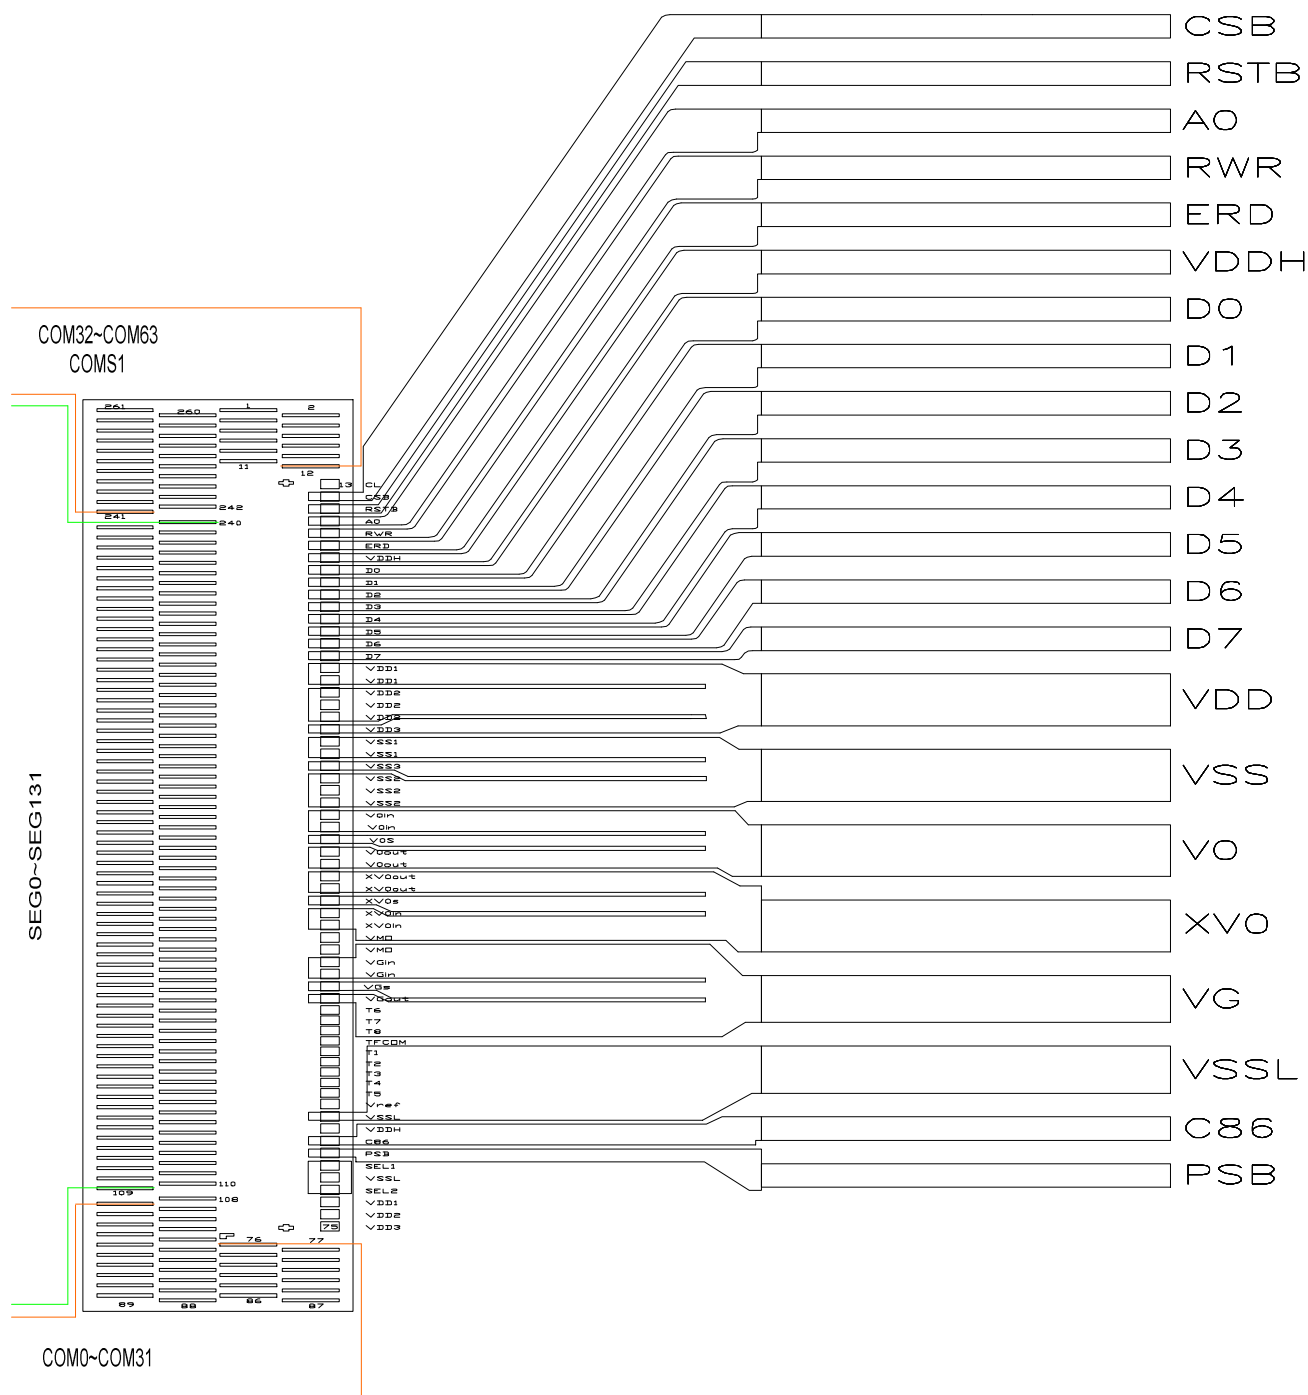 CSB
RSTB
A0
RWR
ERD
VDDH
D0
D1
D2
D3
D4
D5
D6
D7
VDD
VSS
V0
XV0
VG
VSSL
C86
PSB
COM32~COM63
COMS1
261
260
1
2
11
12
242
241
240
13 CL
CSB
RSTB
A0
RWR
ERD
VDDH
D0
D1
D2
D3
D4
D5
D6
D7
VDD1
VDD1
VDD2
VDD2
VDD2
VDD3
VSS1
VSS1
VSS3
VSS2
VSS2
VSS2
V0in
V0in
V0S
V0out
V0out
XV0out
XV0out
XV0s
XV0in
XV0in
VMO
VMO
VGin
VGin
VGs
VGout
T6
T7
T8
TFCOM
T1
T2
T3
T4
T5
Vref
VSSL
VDDH
C86
PSB
SEL1
VSSL
SEL2
VDD1
VDD2
75 VDD3
SEG0~SEG131
110
109
108
76
77
89
88
86
87
COM0~COM31